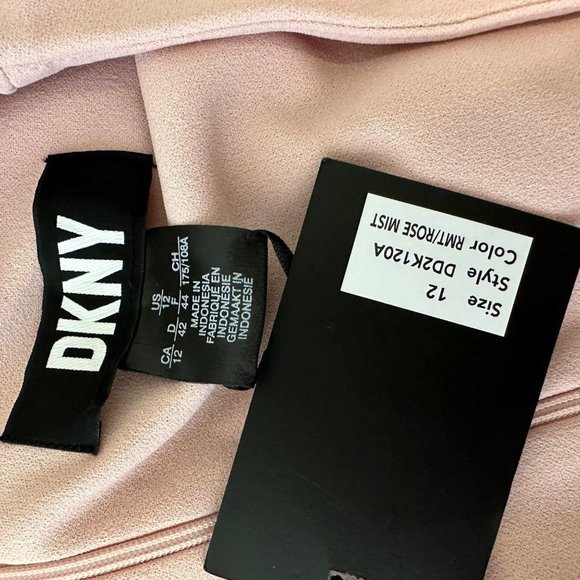 DKNY
US D F CH
12 42 44 175/108A
CA
12
MADE IN
INDONESIA
FABRIQUÉ EN
INDONÉSIE
GEMAAKT IN
INDONESIE
Size 12
Style DD2K120A
Color RMT/ROSE MIST